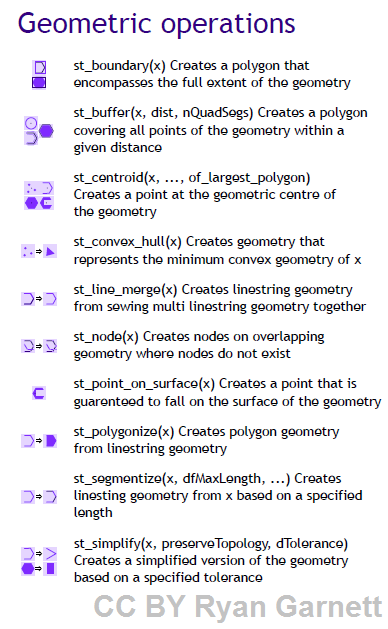 Geometric operations
st_boundary(x) Creates a polygon that
encompasses the full extent of the geometry
st_buffer(x, dist, nQuadSegs) Creates a polygon
covering all points of the geometry within a
given distance
st_centroid(x, ..., of_largest_polygon)
Creates a point at the geometric centre of
the geometry
st_convex_hull(x) Creates geometry that
represents the minimum convex geometry of x
st_line_merge(x) Creates linestring geometry
from sewing multi linestring geometry together
st_node(x) Creates nodes on overlapping
geometry where nodes do not exist
st_point_on_surface(x) Creates a point that is
guarenteed to fall on the surface of the geometry
st_polygonize(x) Creates polygon geometry
from linestring geometry
st_segmentize(x, dfMaxLength, ...) Creates
linesting geometry from x based on a specified
length
st_simplify(x, preserveTopology, dTolerance)
Creates a simplified version of the geometry
based on a specified tolerance
CC BY Ryan Garnett